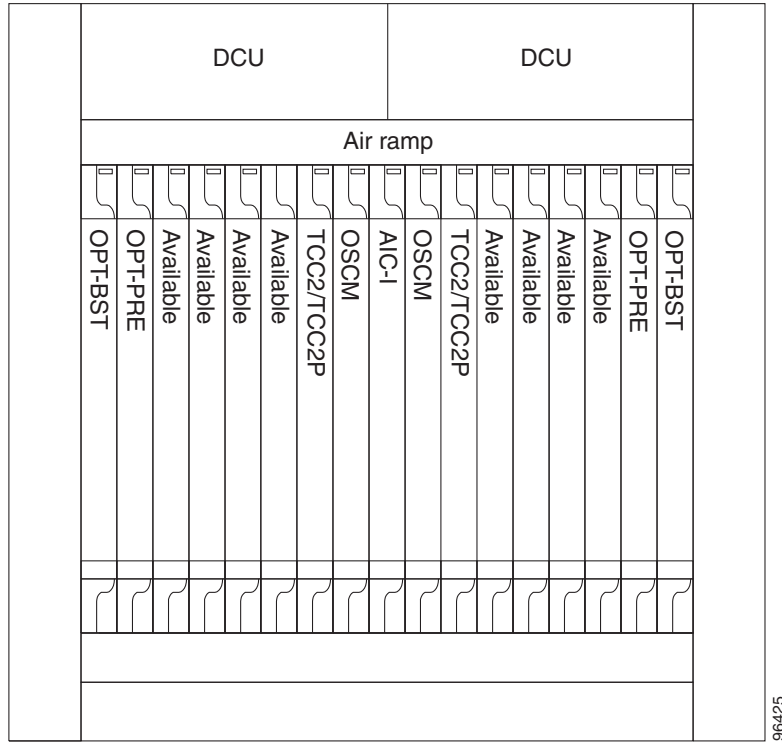 DCU
DCU
Air ramp
OPT-BST
OPT-PRE
Available
Available
Available
Available
TCC2/TCC2P
OSCM
AIC-I
OSCM
TCC2/TCC2P
Available
Available
Available
Available
OPT-PRE
OPT-BST
96425